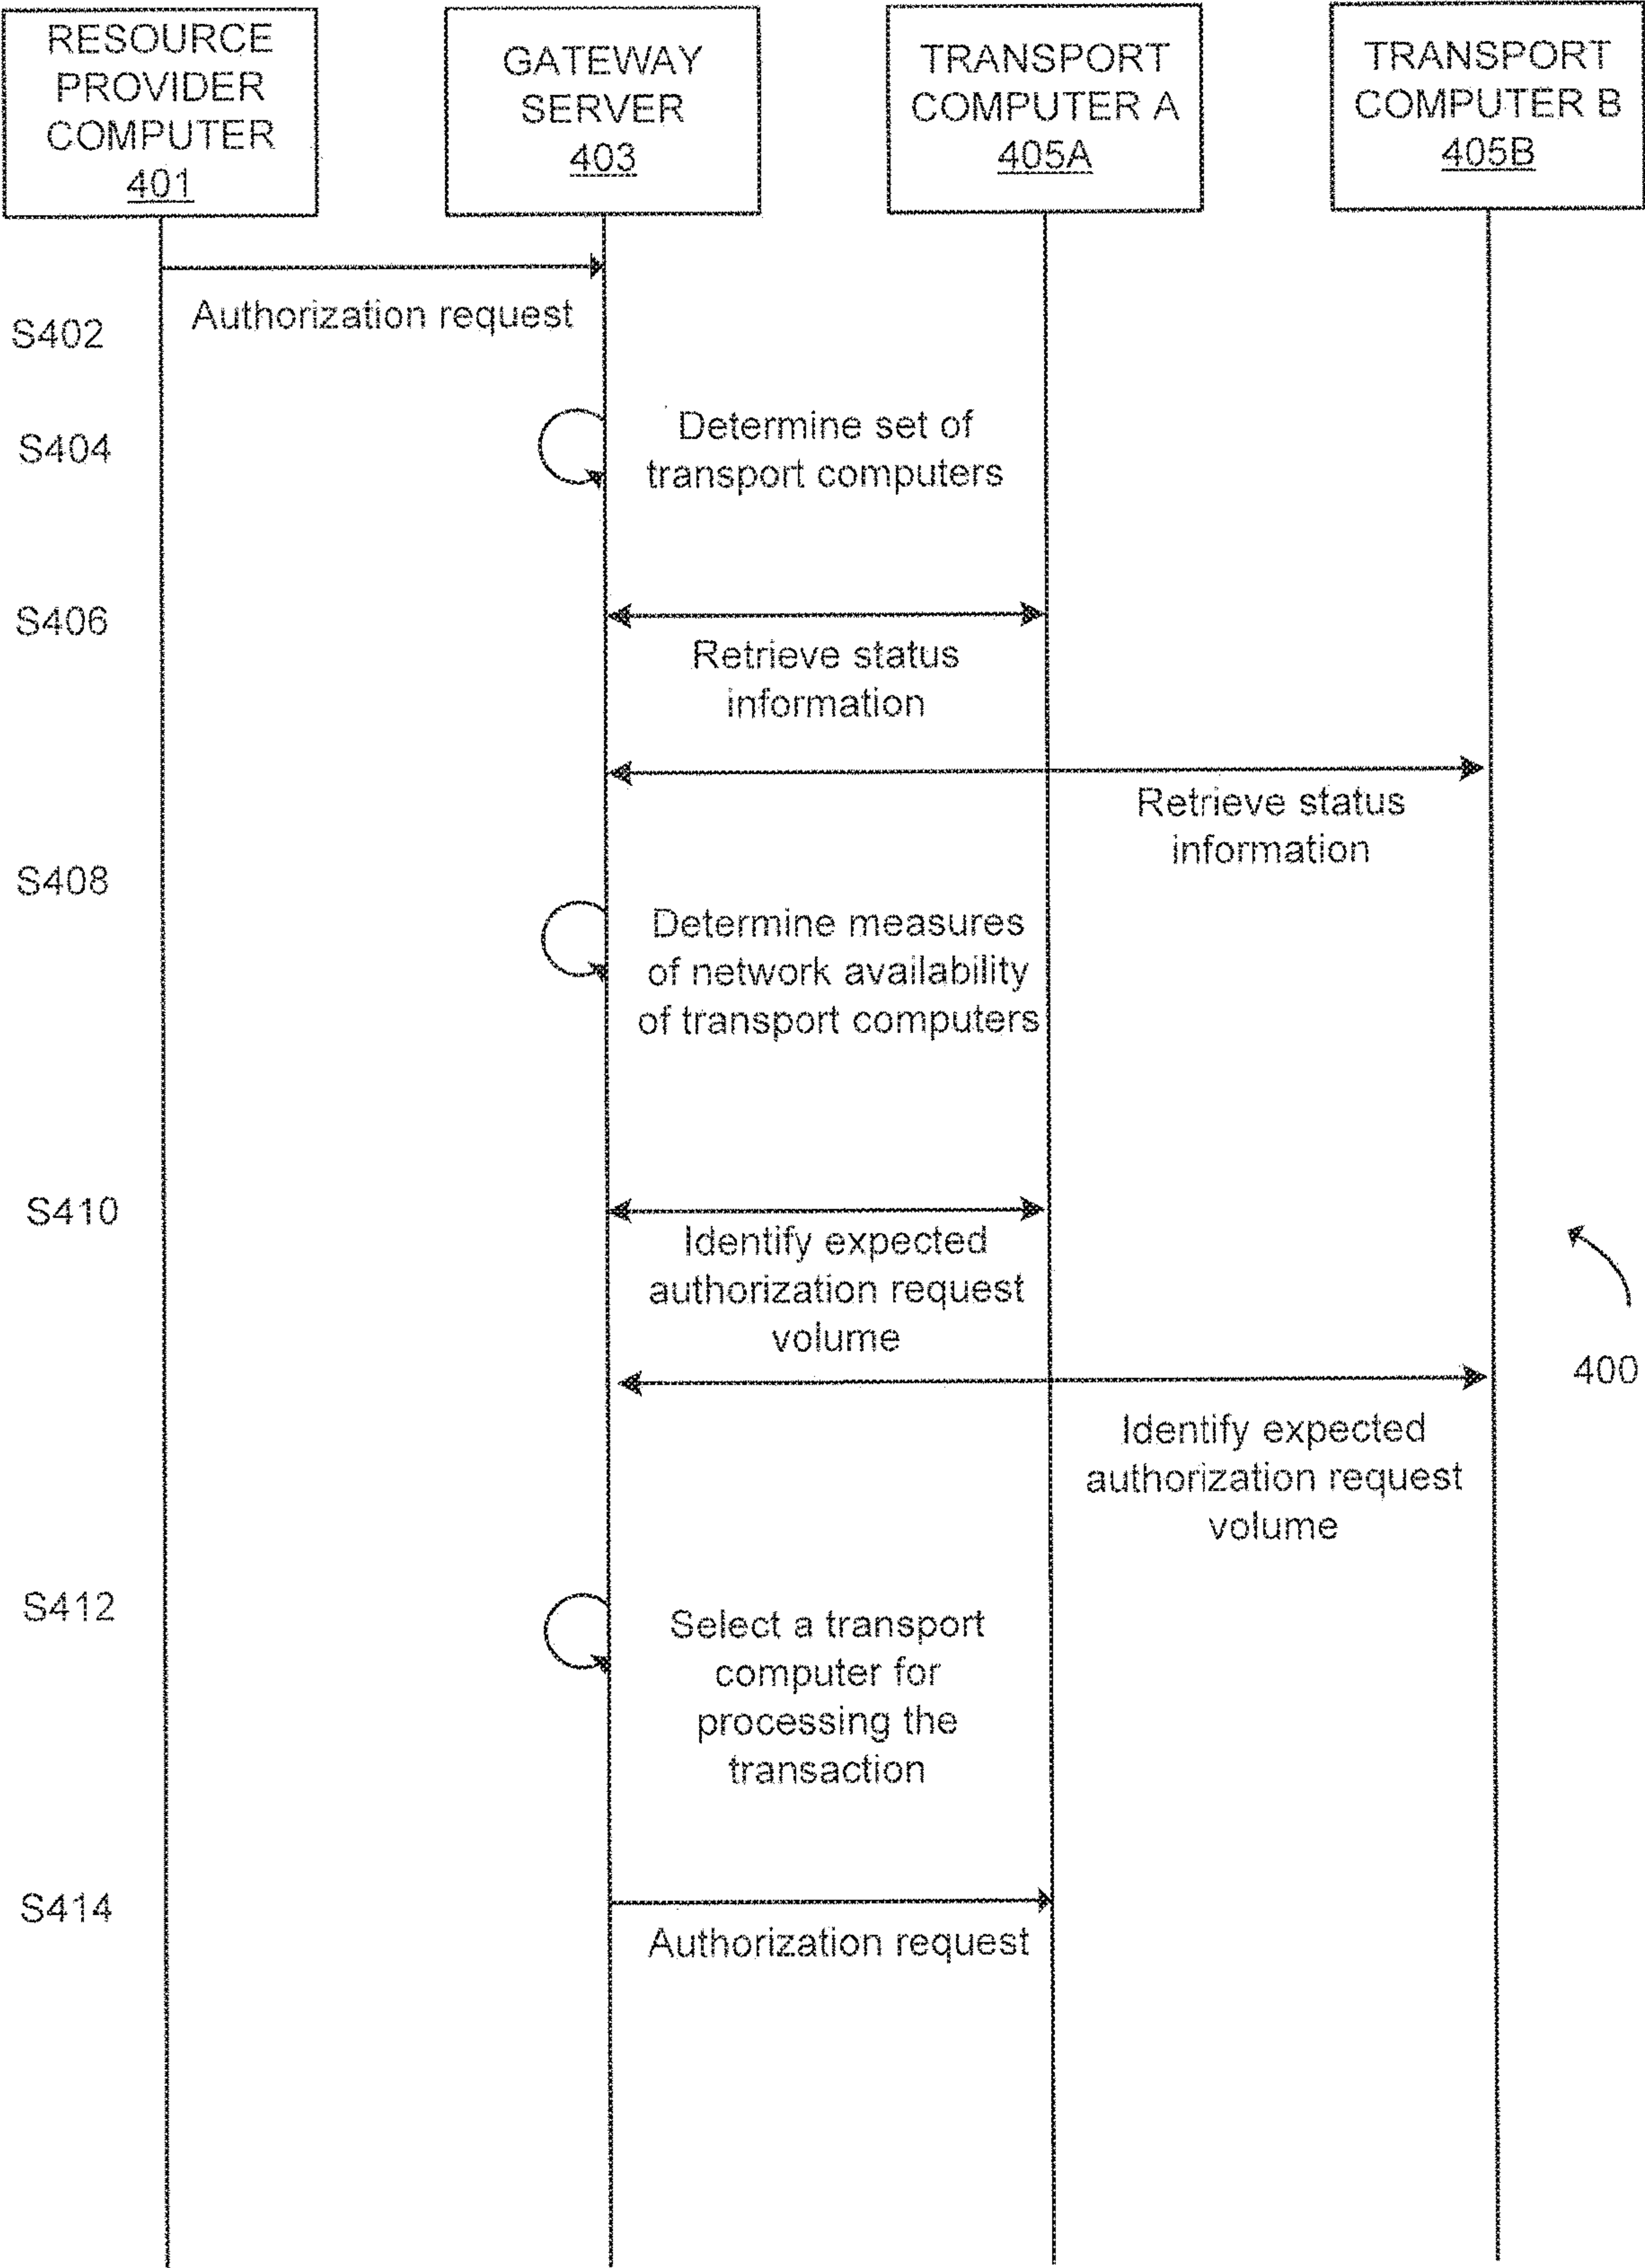 RESOURCE
PROVIDER
COMPUTER
401
GATEWAY
SERVER
403
TRANSPORT
COMPUTER A
405A
TRANSPORT
COMPUTER B
405B
S402
Authorization request
S404
Determine set of
transport computers
S406
Retrieve status
information
Retrieve status
information
S408
Determine measures
of network availability
of transport computers
S410
Identify expected
authorization request
volume
400
Identify expected
authorization request
volume
S412
Select a transport
computer for
processing the
transaction
S414
Authorization request